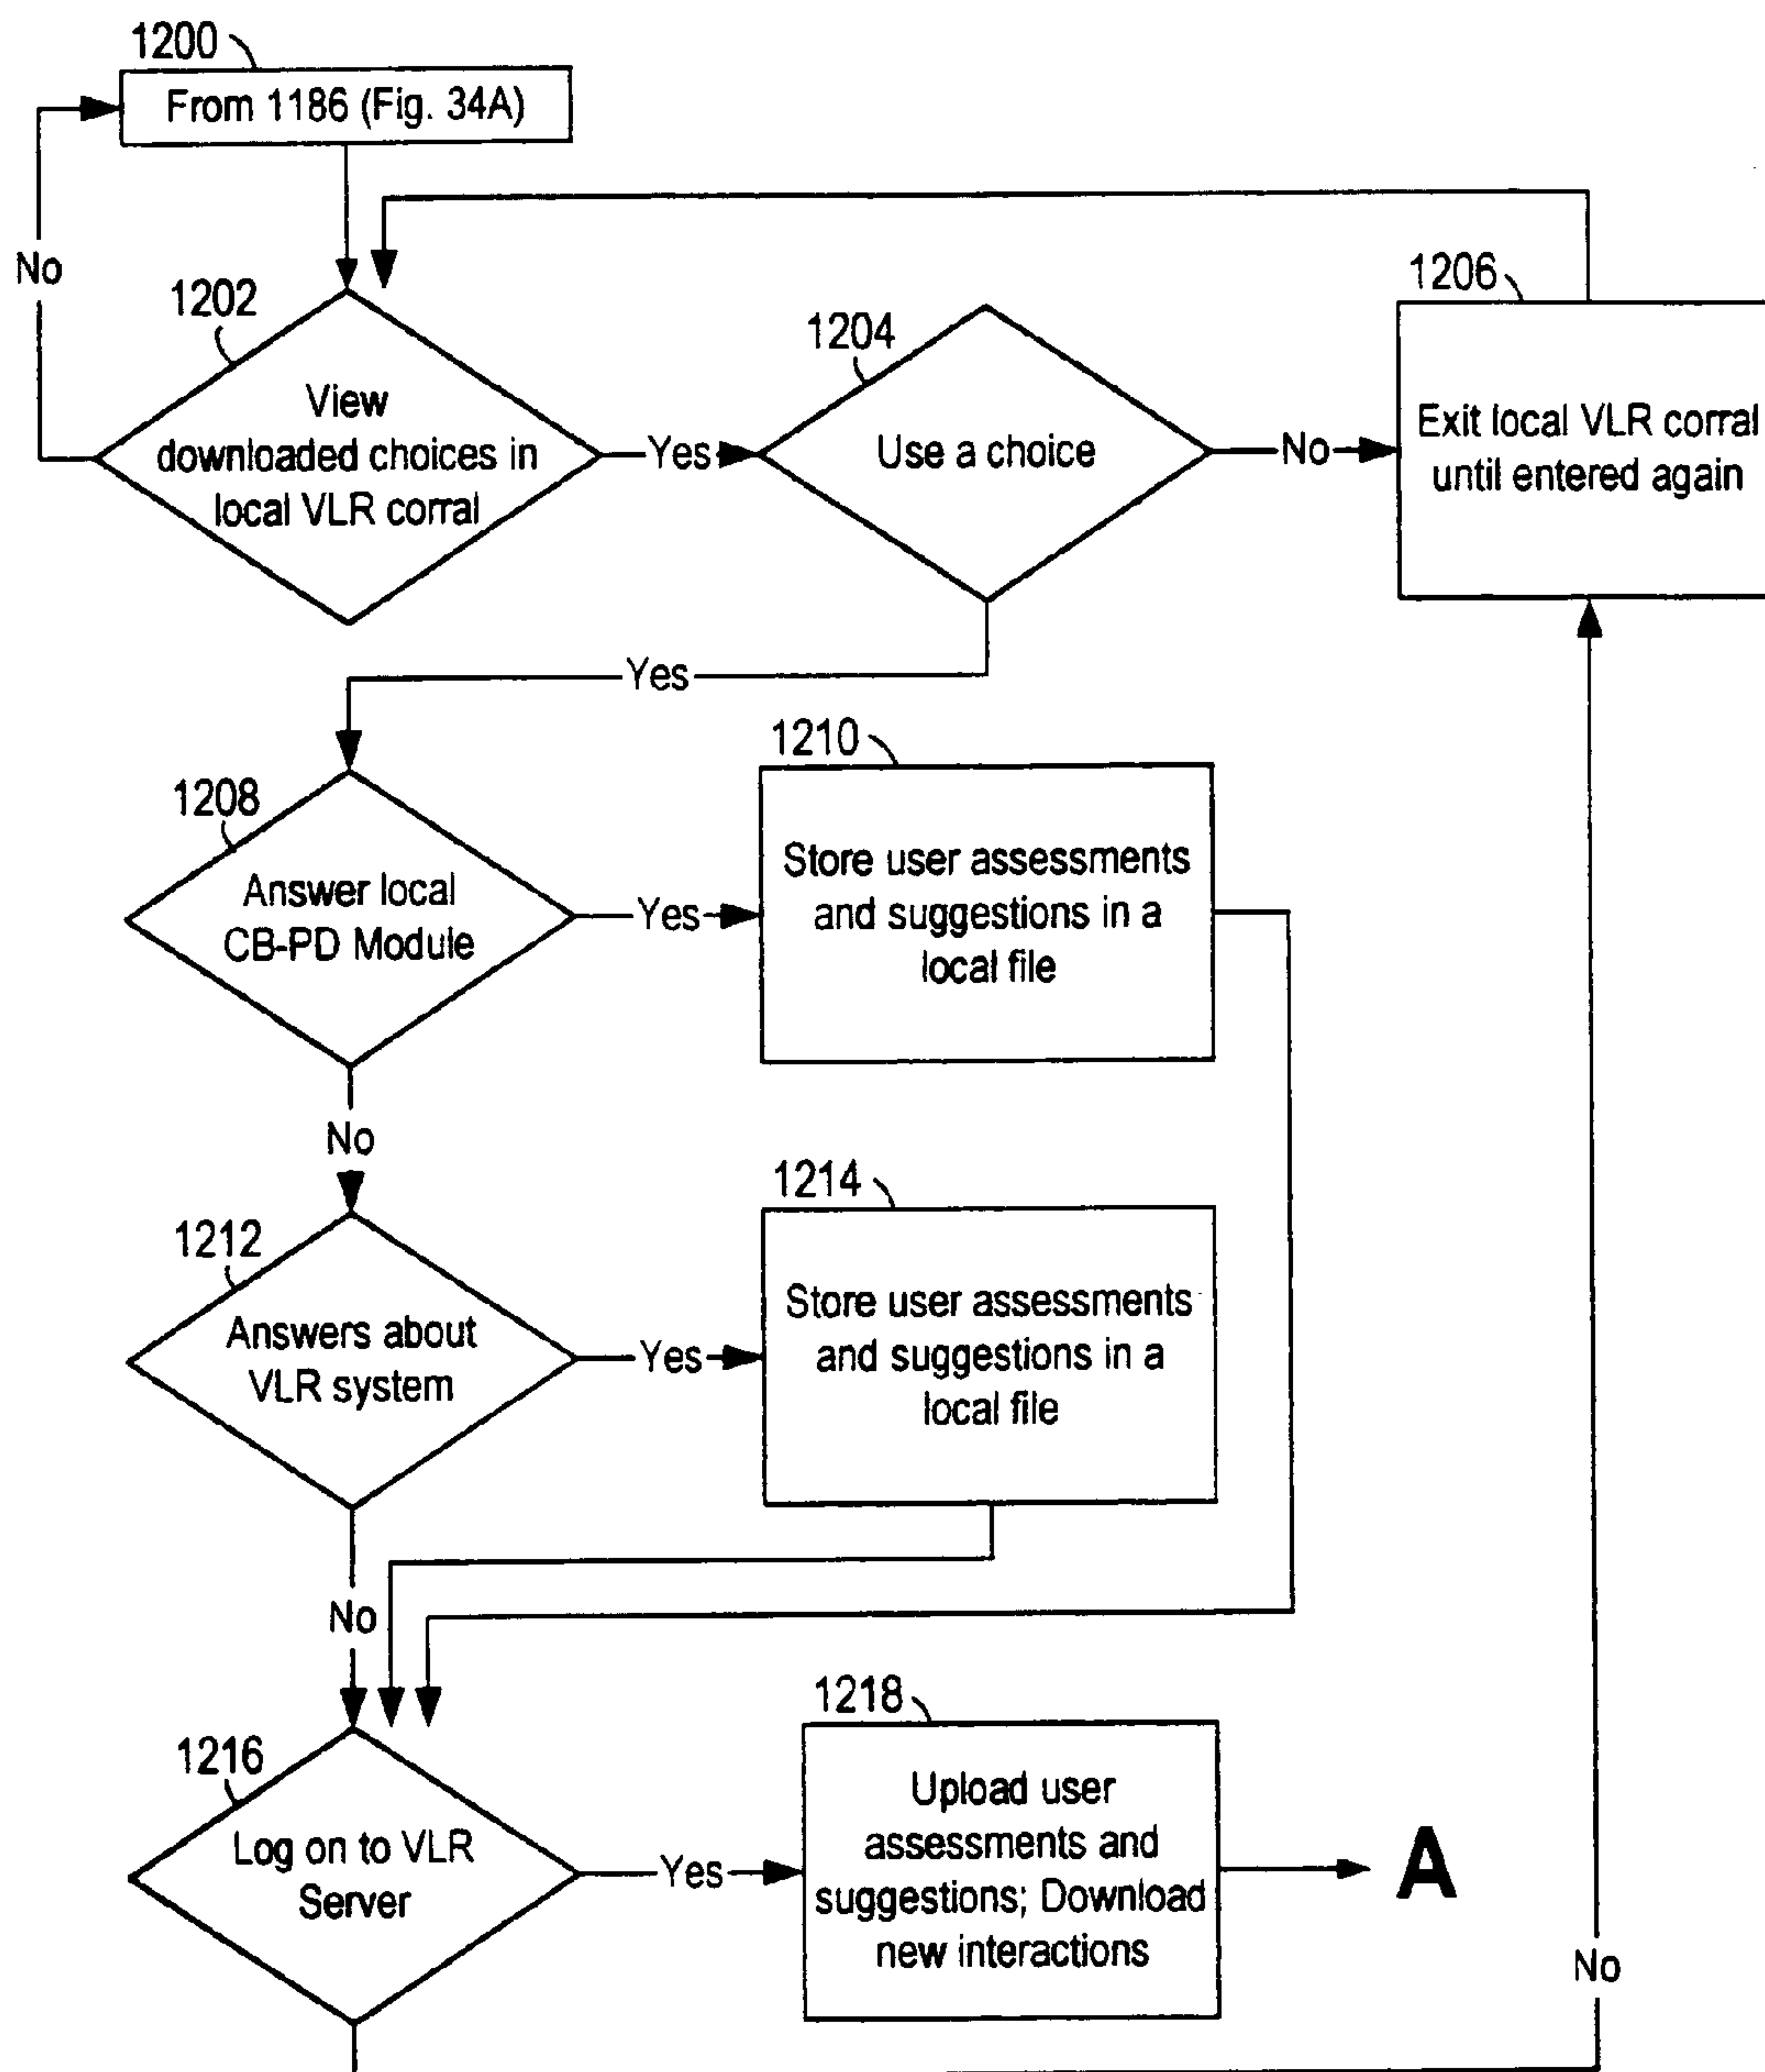 1200
From 1186 (Fig. 34A)
No
1202
View
downloaded choices in
local VLR corral
Yes
1204
Use a choice
No
1206
Exit local VLR corral
until entered again
Yes
1208
Answer local
CB-PD Module
Yes
1210
Store user assessments
and suggestions in a
local file
No
1212
Answers about
VLR system
Yes
1214
Store user assessments
and suggestions in a
local file
No
1216
Log on to VLR
Server
Yes
1218
Upload user
assessments and
suggestions; Download
new interactions
A
No